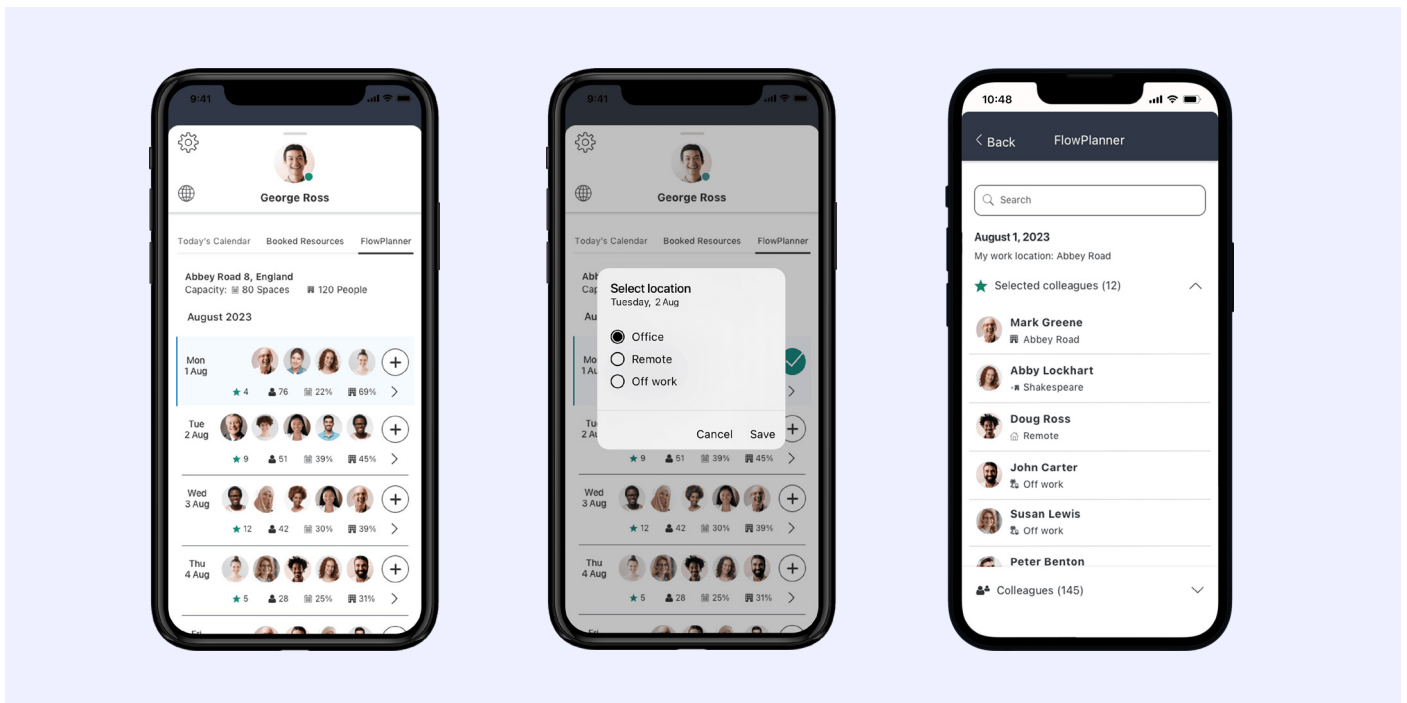 9:41
George Ross
Today's Calendar Booked Resources FlowPlanner
Abbey Road 8, England
Capacity: 80 Spaces 120 People
August 2023
Mon
1 Aug
4 76 22% 69%
Tue
2 Aug
9 51 39% 45%
Wed
3 Aug
12 42 30% 39%
Thu
4 Aug
5 28 25% 31%
Fri
9:41
George Ross
Today's Calendar Booked Resources FlowPlanner
Select location
Tuesday, 2 Aug
Office
Remote
Off work
Cancel Save
9 51 39% 45%
Wed
3 Aug
12 42 30% 39%
Thu
4 Aug
5 28 25% 31%
Fri
10:48
Back FlowPlanner
Search
August 1, 2023
My work location: Abbey Road
Selected colleagues (12)
Mark Greene
Abbey Road
Abby Lockhart
Shakespeare
Doug Ross
Remote
John Carter
Off work
Susan Lewis
Off work
Peter Benton
Colleagues (145)